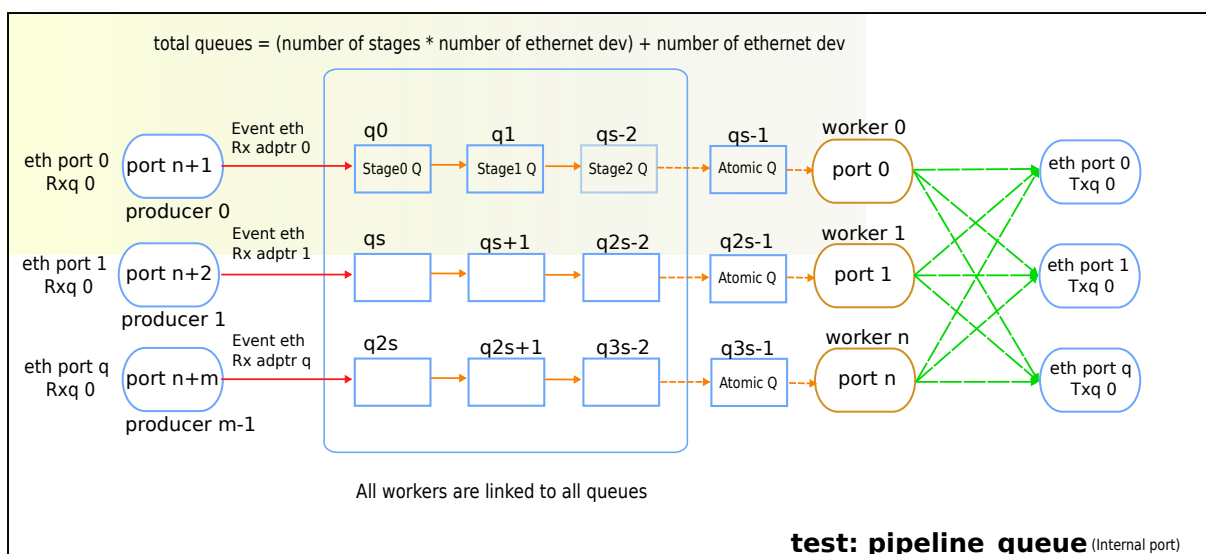 total queues = (number of stages * number of ethernet dev) + number of ethernet dev
eth port 0
Rxq 0
port n+1
producer 0
Event eth
Rx adptr 0
q0
Stage0 Q
q1
Stage1 Q
qs-2
Stage2 Q
qs-1
Atomic Q
worker 0
port 0
eth port 0
Txq 0
eth port 1
Rxq 0
port n+2
producer 1
Event eth
Rx adptr 1
qs
qs+1
q2s-2
q2s-1
Atomic Q
worker 1
port 1
eth port 1
Txq 0
eth port q
Rxq 0
port n+m
producer m-1
Event eth
Rx adptr q
q2s
q2s+1
q3s-2
q3s-1
Atomic Q
worker n
port n
eth port q
Txq 0
All workers are linked to all queues
test: pipeline_queue (Internal port)